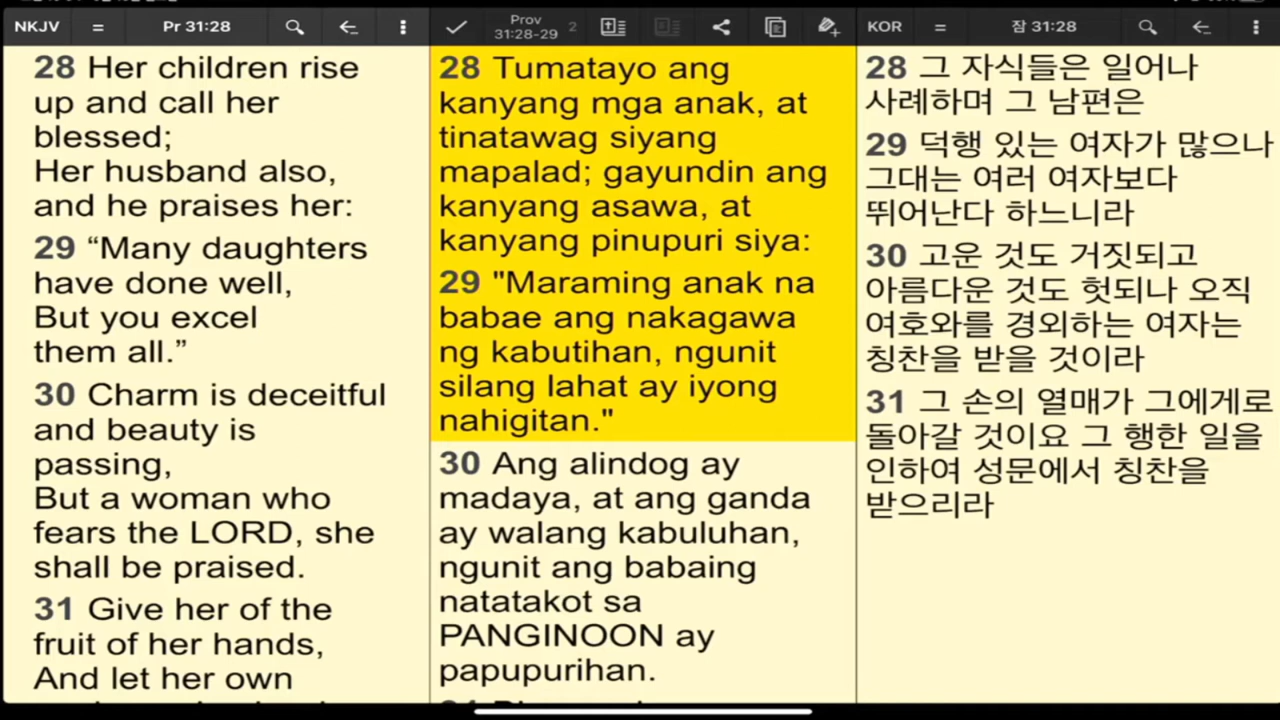 NKJV = Pr 31:28
28 Her children rise
up and call her
blessed;
Her husband also,
and he praises her:
29 “Many daughters
have done well,
But you excel
them all.”
30 Charm is deceitful
and beauty is
passing,
But a woman who
fears the LORD, she
shall be praised.
31 Give her of the
fruit of her hands,
And let her own
Prov
31:28-29 2
28 Tumatayo ang
kanyang mga anak, at
tinatawag siyang
mapalad; gayundin ang
kanyang asawa, at
kanyang pinupuri siya:
29 "Maraming anak na
babae ang nakagawa
ng kabutihan, ngunit
silang lahat ay iyong
nahigitan."
30 Ang alindog ay
madaya, at ang ganda
ay walang kabuluhan,
ngunit ang babaing
natatakot sa
PANGINOON ay
papupurihan.
KOR = 잠 31:28
28 그 자식들은 일어나
사례하며 그 남편은
29 덕행 있는 여자가 많으나
그대는 여러 여자보다
뛰어난다 하느니라
30 고운 것도 거짓되고
아름다운 것도 헛되나 오직
여호와를 경외하는 여자는
칭찬을 받을 것이라
31 그 손의 열매가 그에게로
돌아갈 것이요 그 행한 일을
인하여 성문에서 칭찬을
받으리라